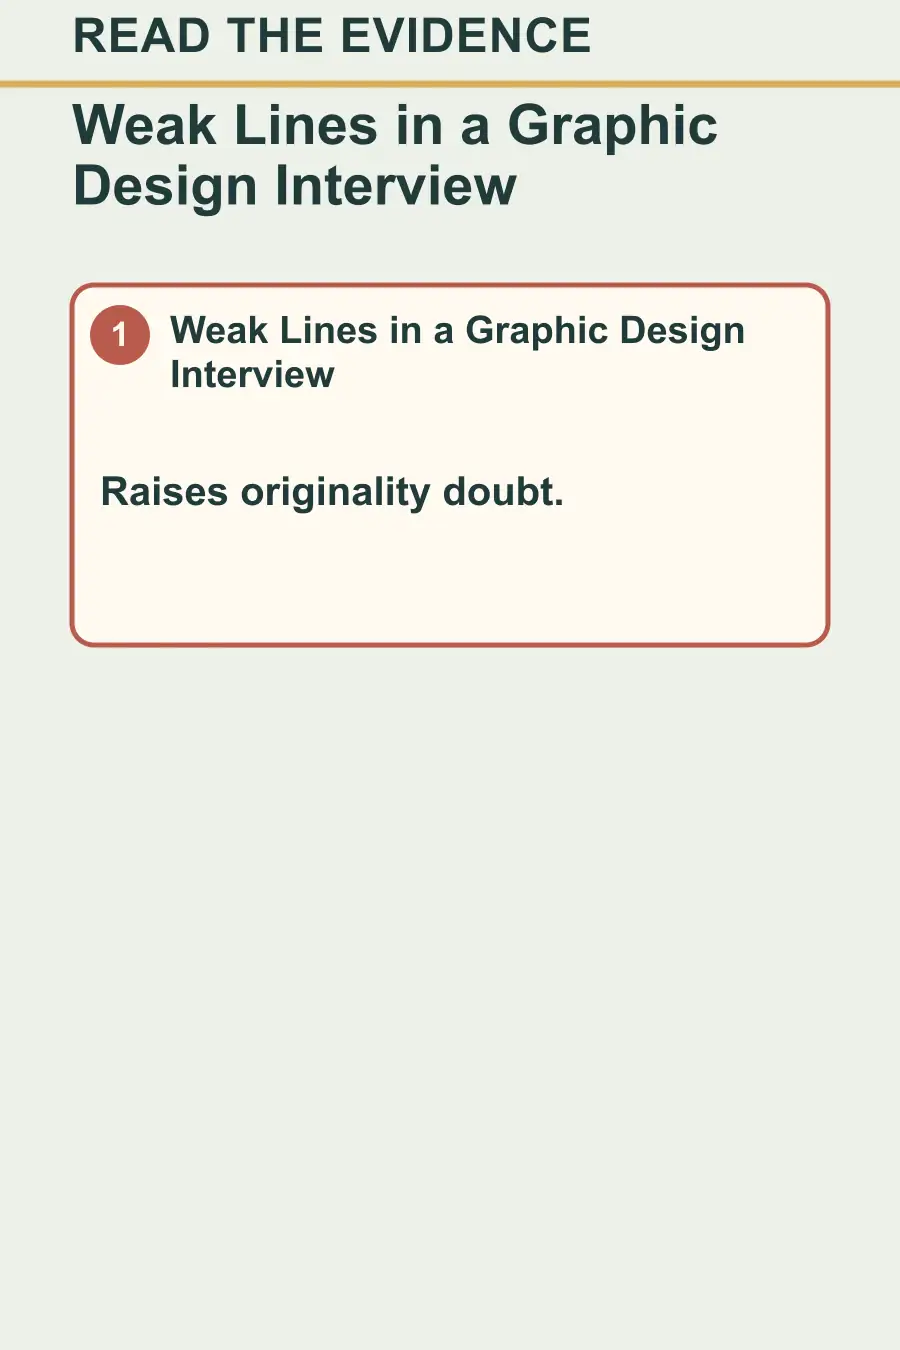 READ THE EVIDENCE
Weak Lines in a Graphic
Design Interview
1
Weak Lines in a Graphic Design
Interview
Raises originality doubt.